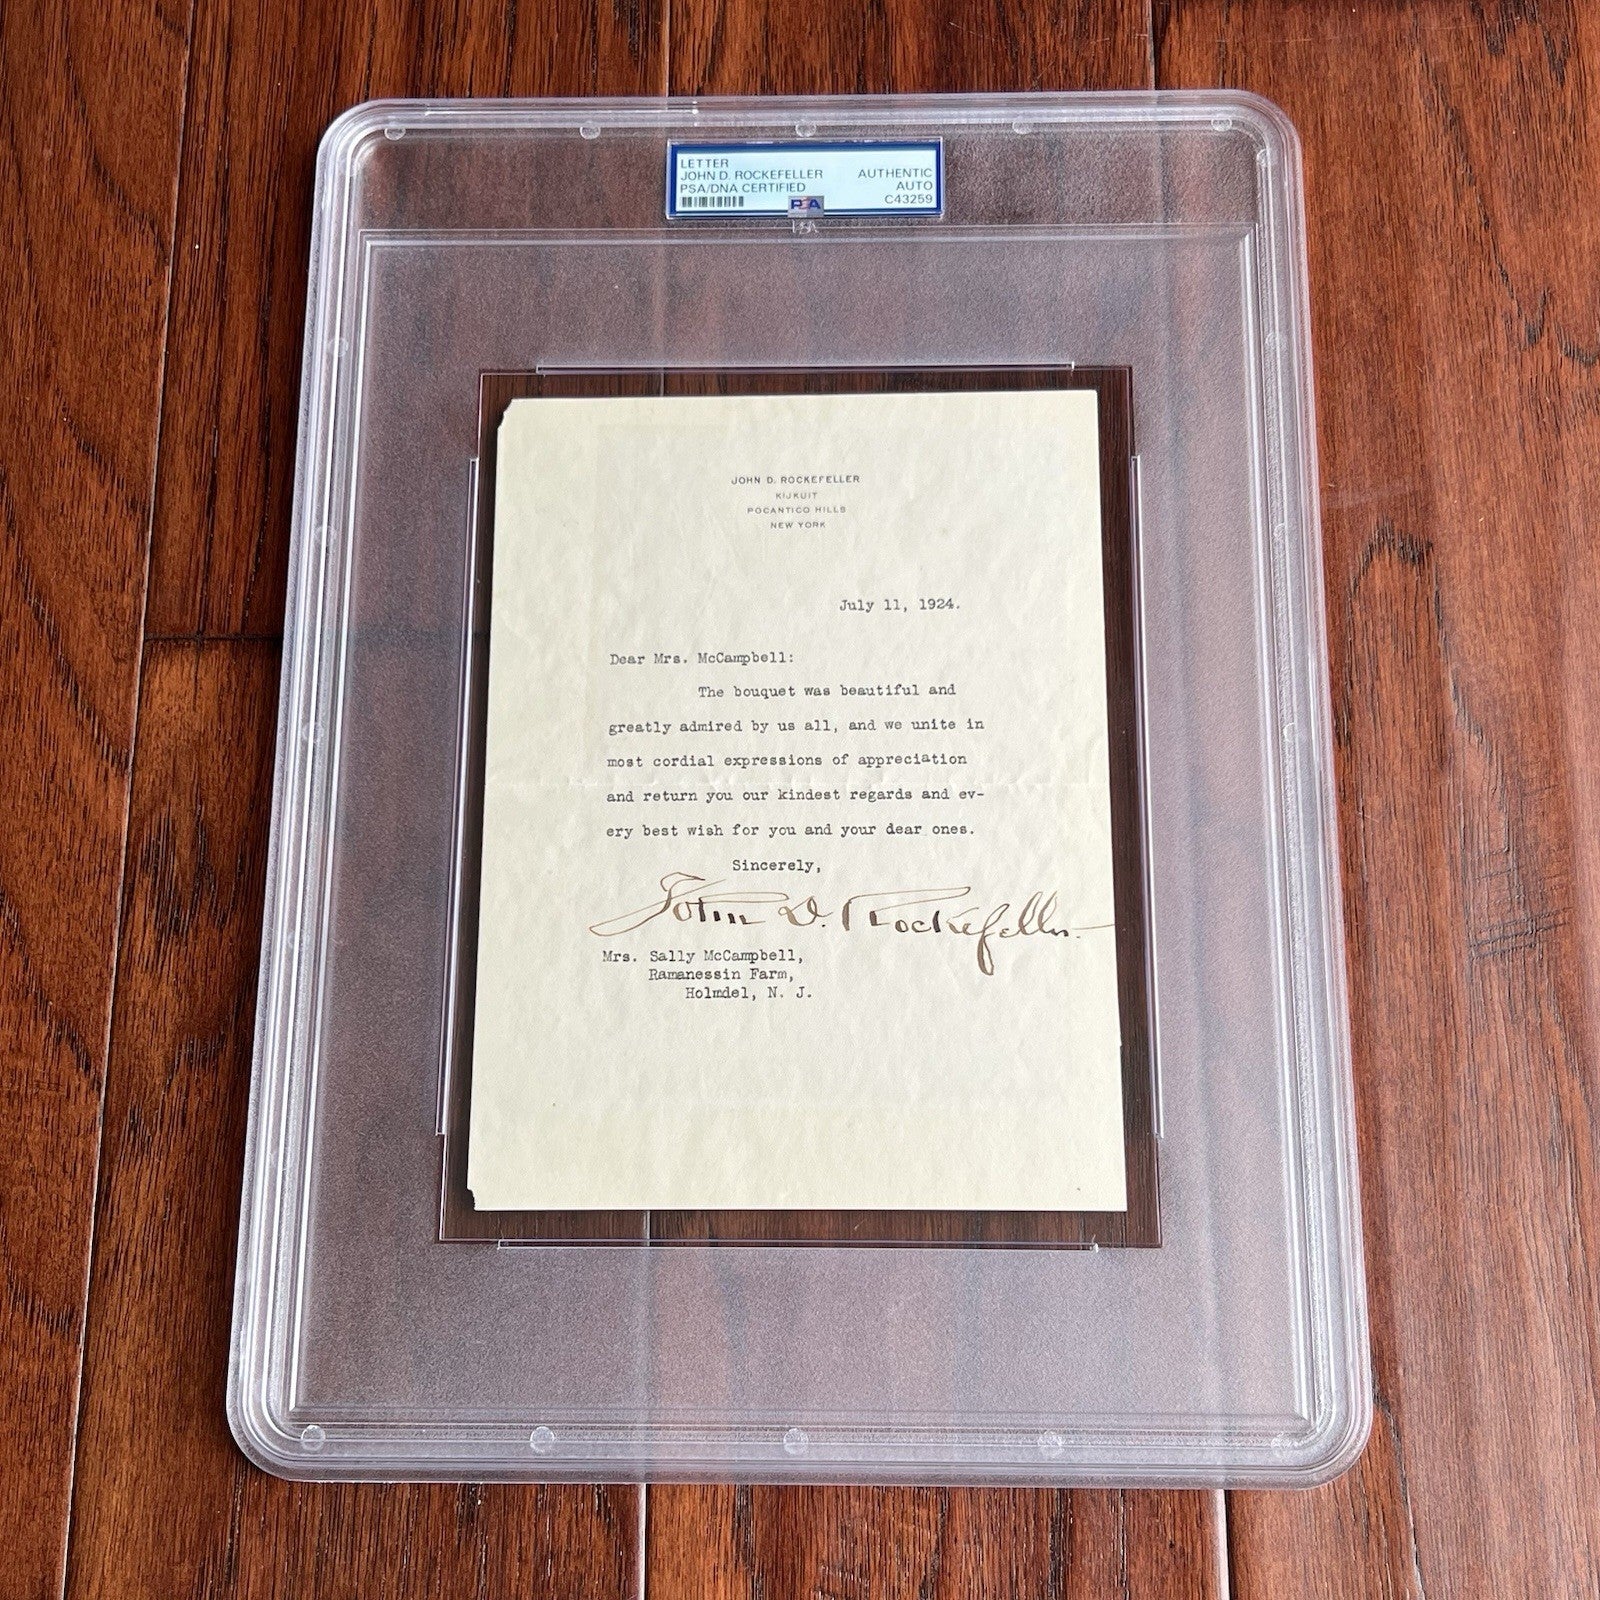 LETTER
JOHN D. ROCKEFELLER
PSA/DNA CERTIFIED
AUTHENTIC
AUTO
C43259
PSA
JOHN D. ROCKEFELLER
KIJKUIT
POCANTICO HILLS
NEW YORK
July 11, 1924.
Dear Mrs. McCampbell:
The bouquet was beautiful and
greatly admired by us all, and we unite in
most cordial expressions of appreciation
and return you our kindest regards and ev-
ery best wish for you and your dear ones.
Sincerely,
John D. Rockefeller.
Mrs. Sally McCampbell,
Ramanessin Farm,
Holmdel, N. J.